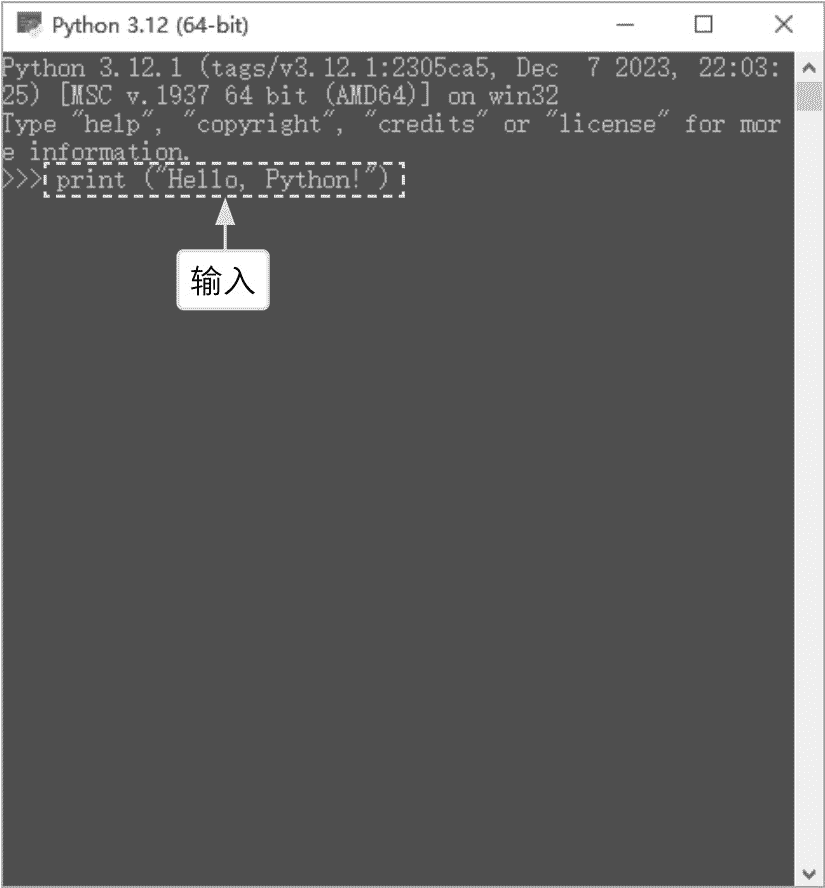 Python 3.12 (64-bit)
Python 3.12.1 (tags/v3.12.1:2305ca5, Dec  7 2023, 22:03:
25) [MSC v.1937 64 bit (AMD64)] on win32
Type "help", "copyright", "credits" or "license" for mor
e information.
>>> print ("Hello, Python!")
输入